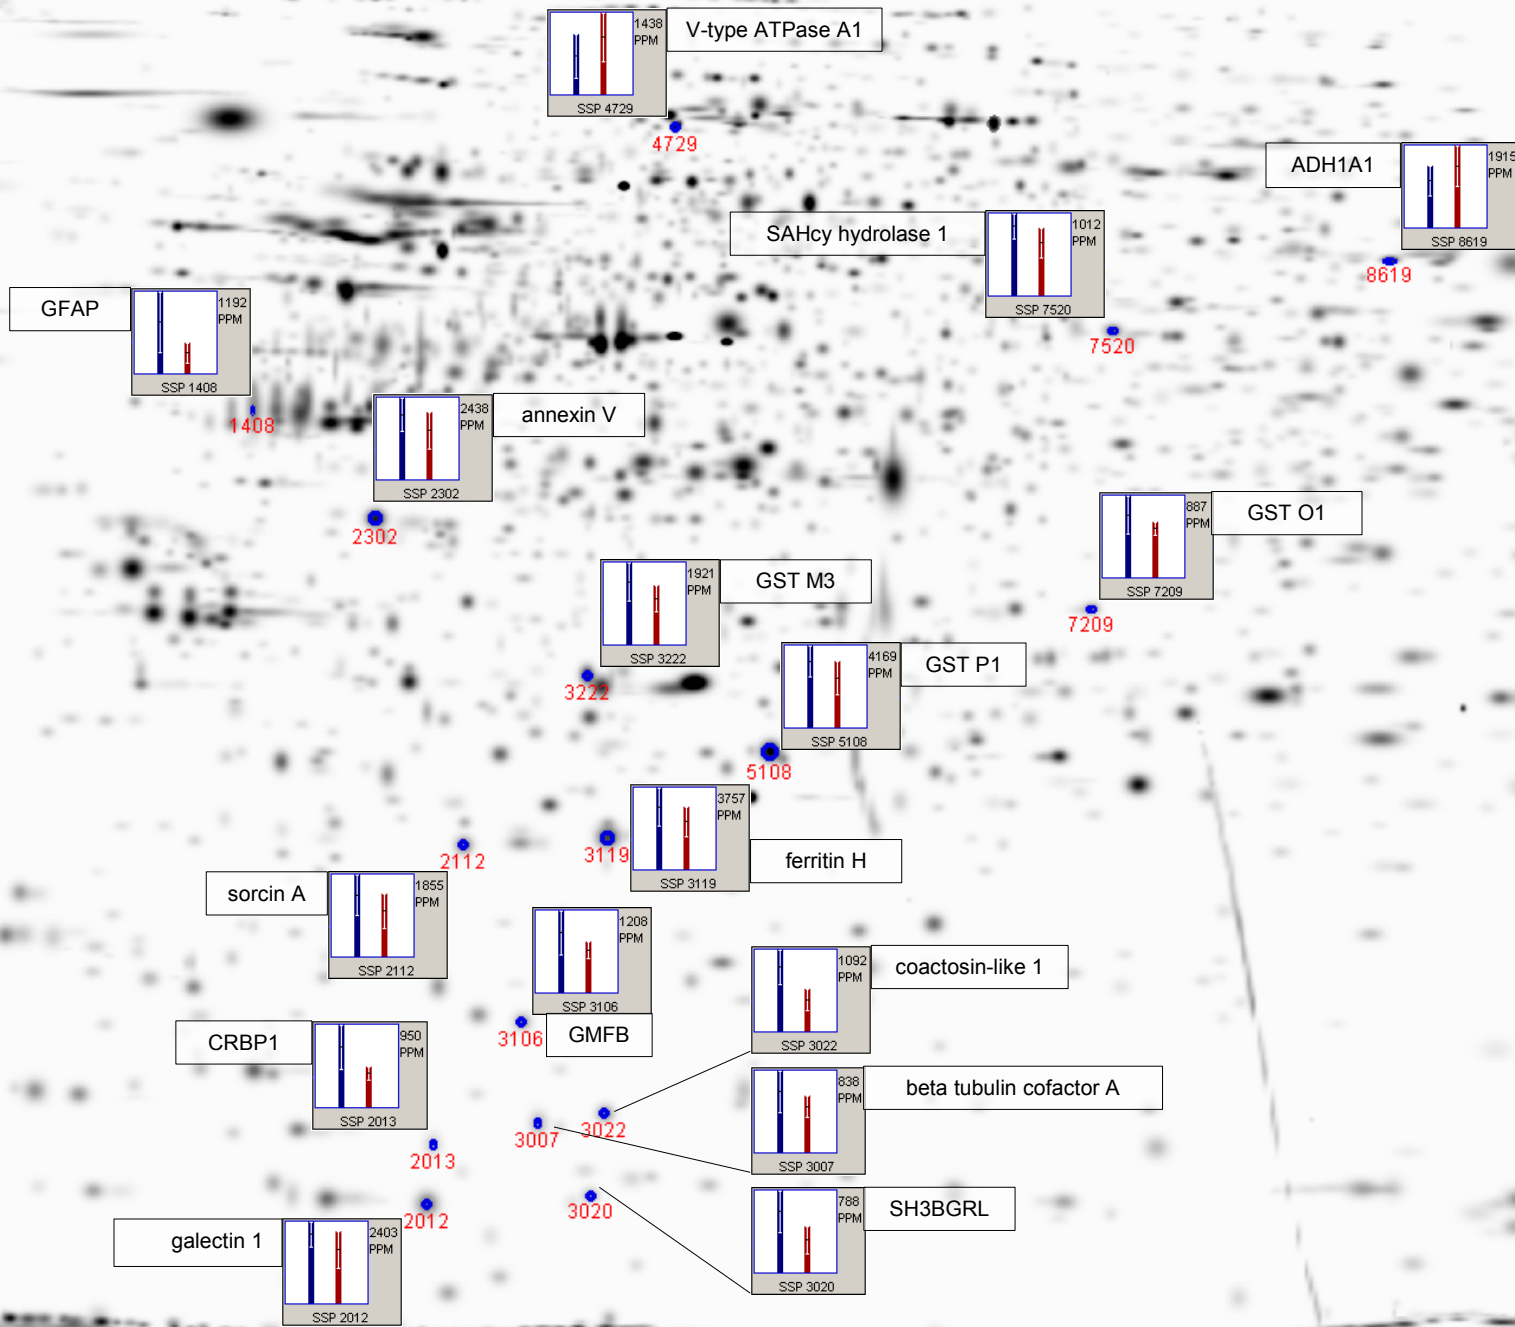 1438
PPM
V-type ATPase A1
SSP 4729
4729
ADH1A1
1915
PPM
SSP 8619
8619
SAHcy hydrolase 1
1012
PPM
SSP 7520
7520
GFAP
1192
PPM
SSP 1408
1408
2438
PPM
annexin V
SSP 2302
2302
887
PPM
GST O1
SSP 7209
7209
1921
PPM
GST M3
SSP 3222
3222
4169
PPM
GST P1
SSP 5108
5108
3757
PPM
ferritin H
SSP 3119
3119
2112
sorcin A
1855
PPM
SSP 2112
1208
PPM
SSP 3106
3106
GMFB
1092
PPM
coactosin-like 1
SSP 3022
3022
CRBP1
950
PPM
SSP 2013
2013
838
PPM
beta tubulin cofactor A
SSP 3007
3007
788
PPM
SH3BGRL
SSP 3020
3020
2012
galectin 1
2403
PPM
SSP 2012